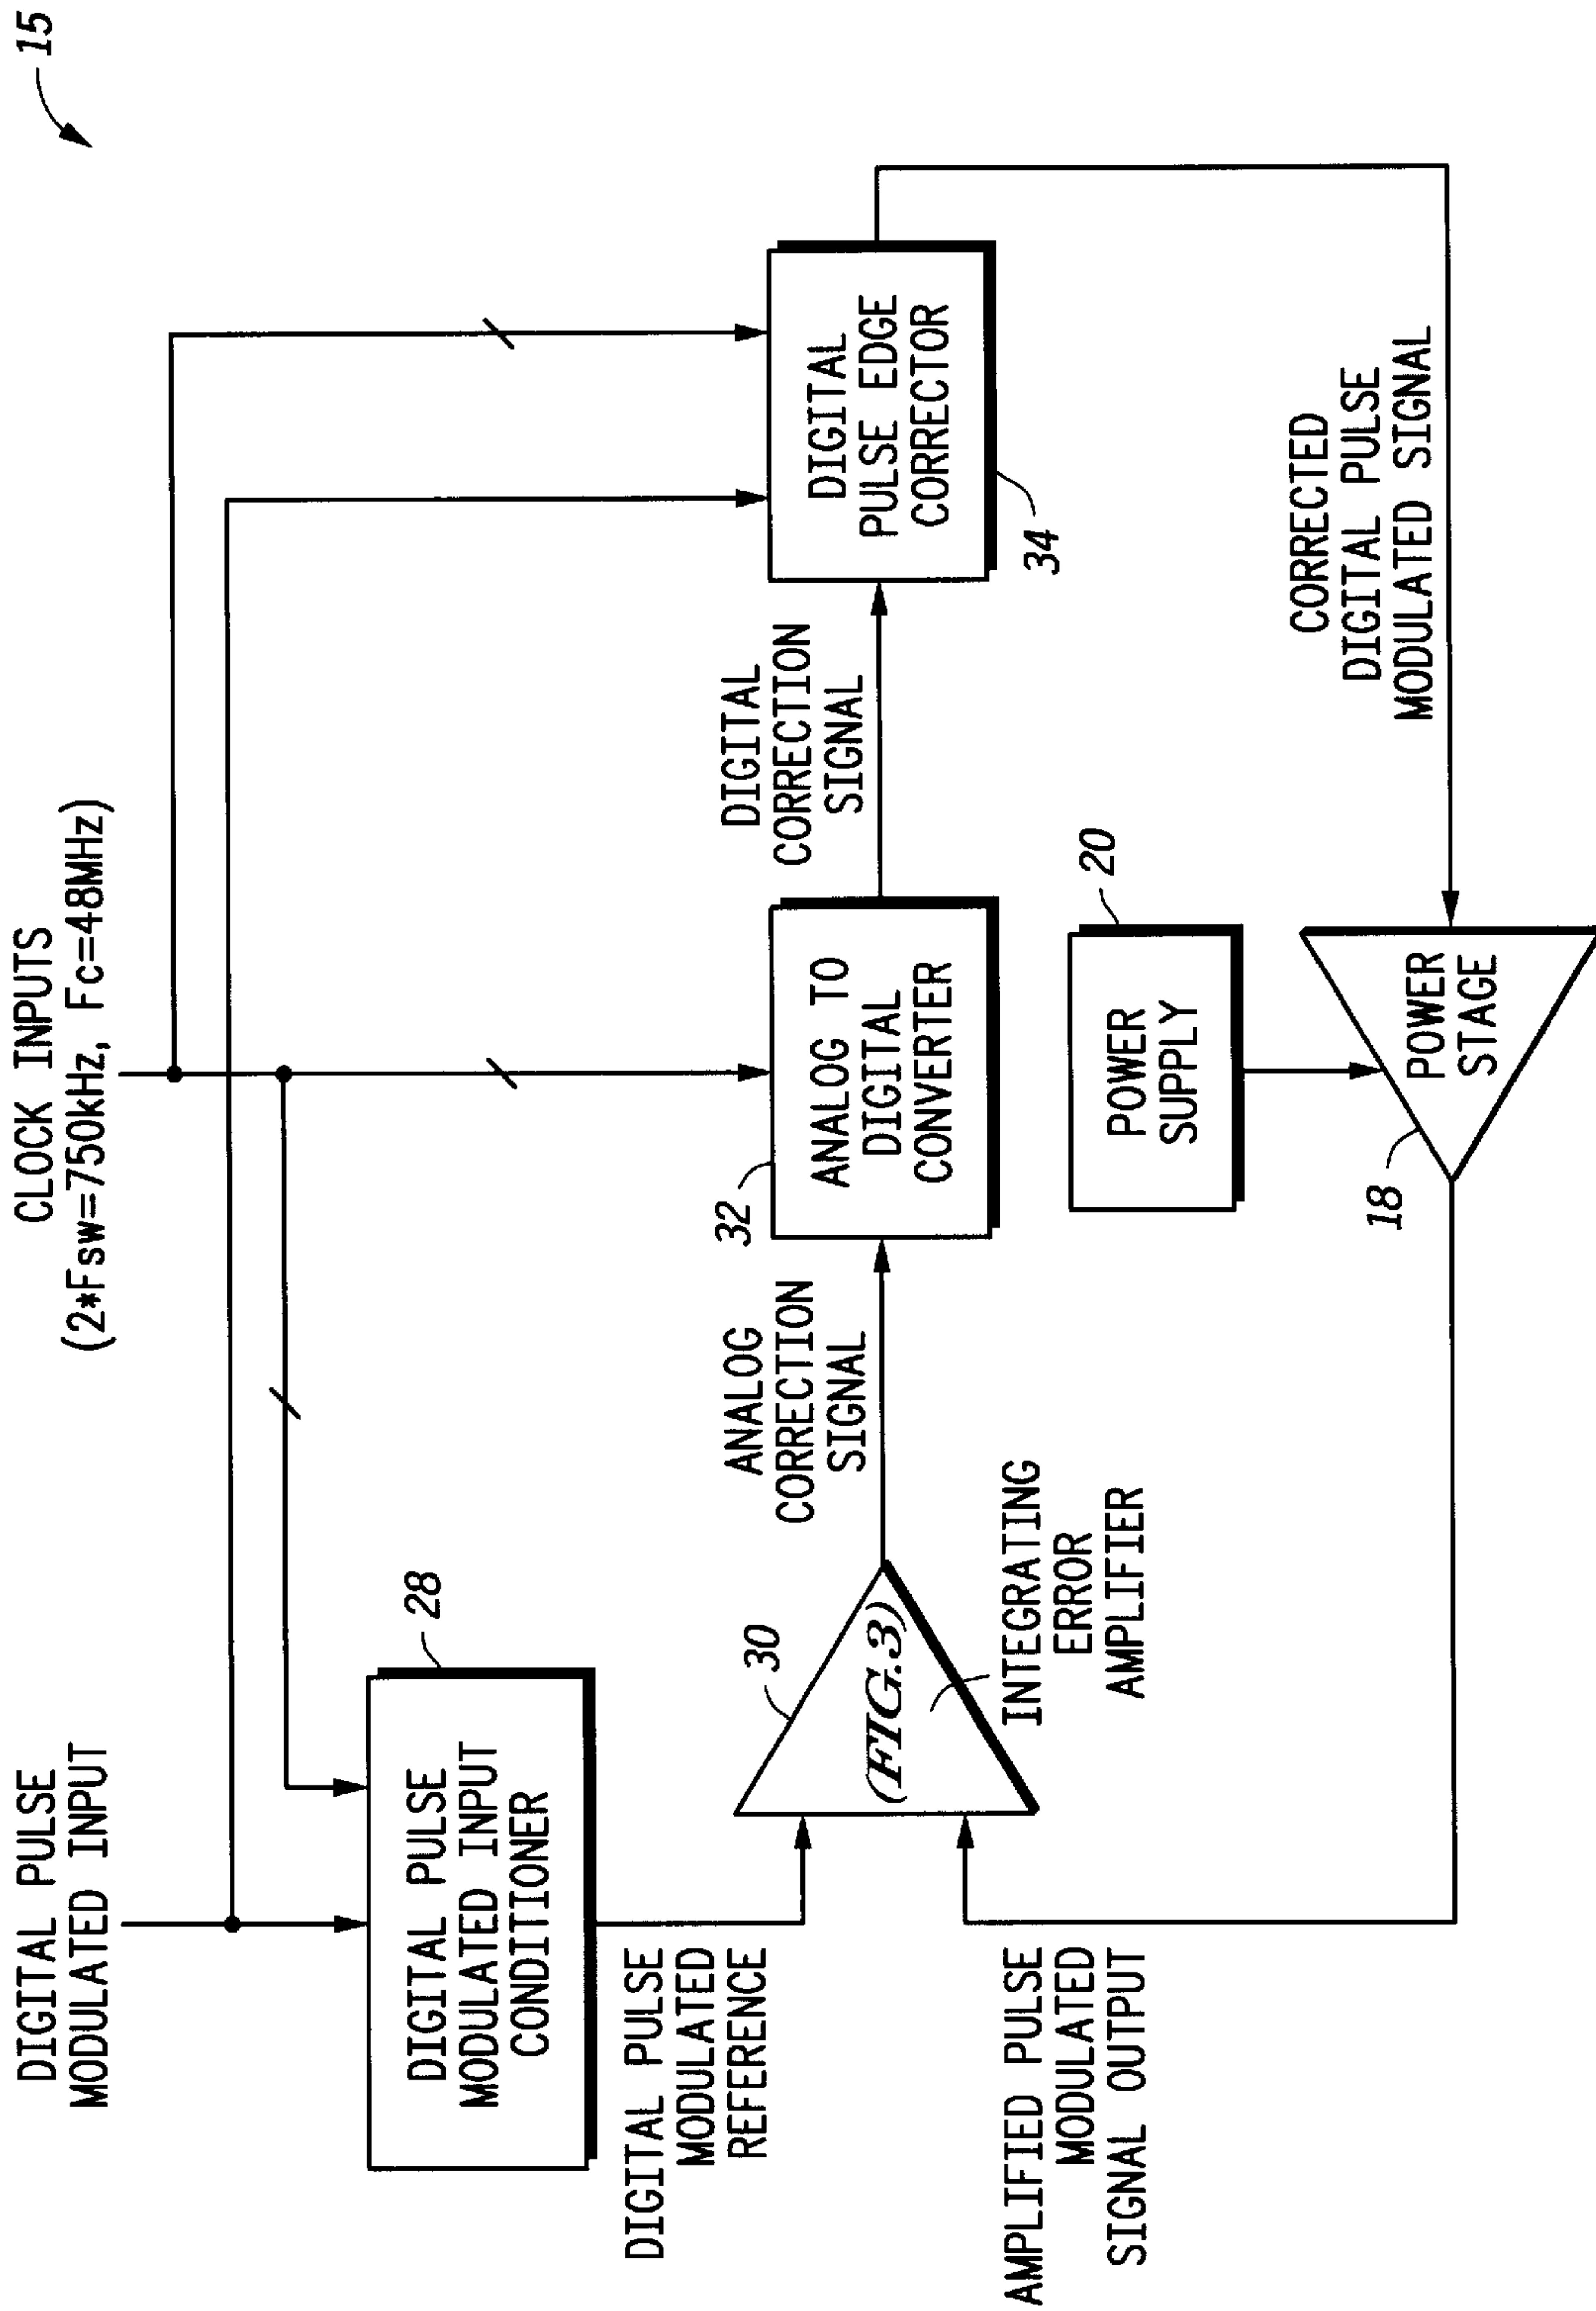 15
CLOCK INPUTS
(2*Fsw=750kHz, Fc=48MHz)
DIGITAL PULSE
MODULATED INPUT
28
DIGITAL PULSE
MODULATED INPUT
CONDITIONER
DIGITAL PULSE
MODULATED
REFERENCE
30
(FIG.3)
INTEGRATING
ERROR
AMPLIFIER
ANALOG
CORRECTION
SIGNAL
32
ANALOG TO
DIGITAL
CONVERTER
DIGITAL
CORRECTION
SIGNAL
DIGITAL
PULSE EDGE
CORRECTOR
34
AMPLIFIED PULSE
MODULATED
SIGNAL OUTPUT
20
POWER
SUPPLY
18
POWER
STAGE
CORRECTED
DIGITAL PULSE
MODULATED SIGNAL